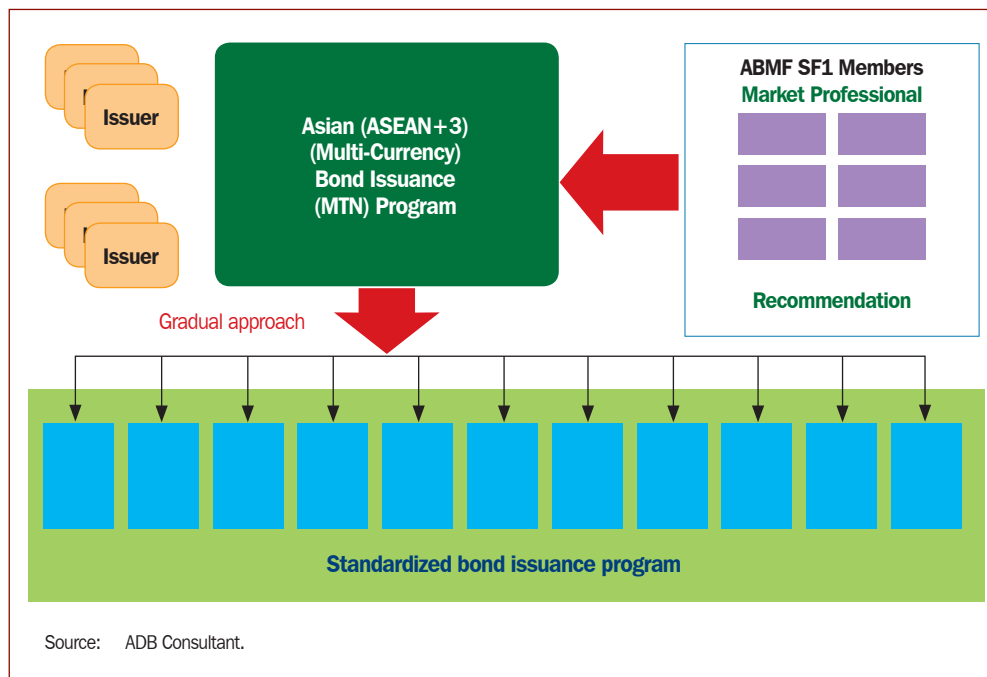 Issuer
Issuer
Asian (ASEAN+3)
(Multi-Currency)
Bond Issuance
(MTN) Program
ABMF SF1 Members
Market Professional
Recommendation
Gradual approach
Standardized bond issuance program
Source: ADB Consultant.